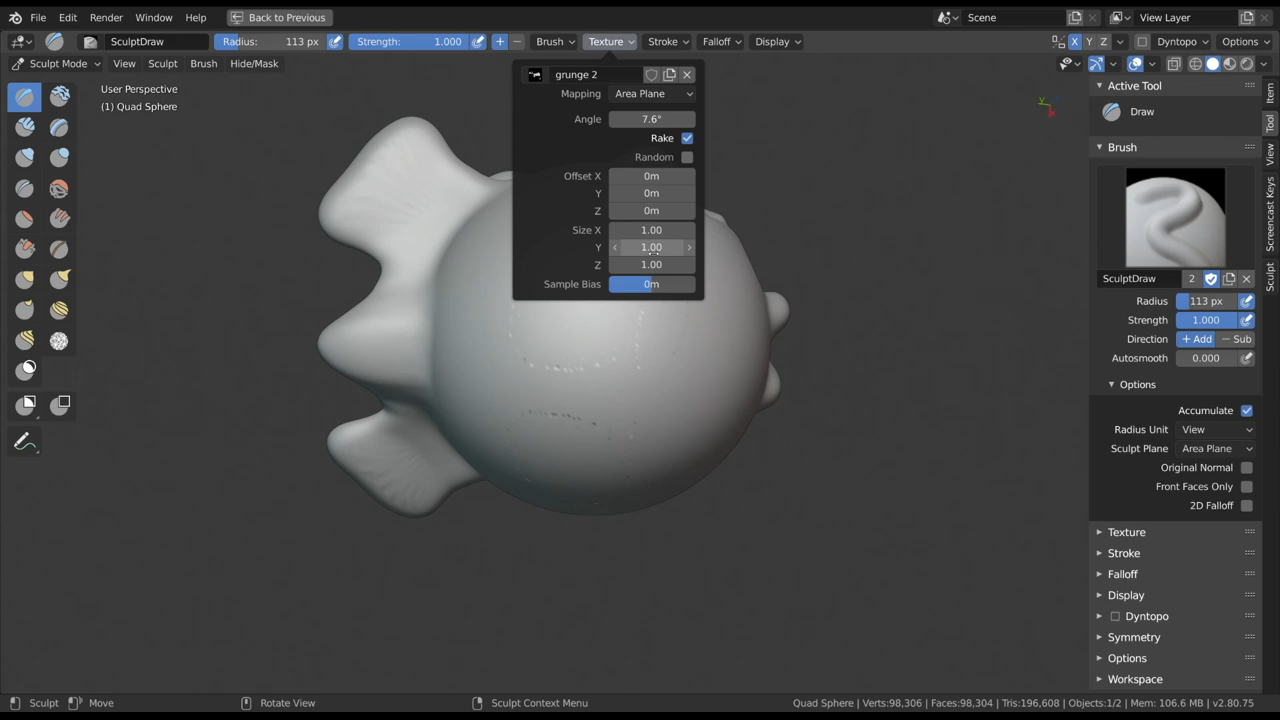 File Edit Render Window Help Back to Previous Scene View Layer
SculptDraw Radius: 113 px Strength: 1.000 Brush Texture Stroke Falloff Display X Y Z Dyntopo Options
Sculpt Mode View Sculpt Brush Hide/Mask
User Perspective
(1) Quad Sphere
grunge 2
Mapping Area Plane
Angle 7.6°
Rake
Random
Offset X 0m
Y 0m
Z 0m
Size X 1.00
Y 1.00
Z 1.00
Sample Bias 0m
Y
Active Tool
Draw
Brush
SculptDraw 2
Radius 113 px
Strength 1.000
Direction + Add − Sub
Autosmooth 0.000
Options
Accumulate
Radius Unit View
Sculpt Plane Area Plane
Original Normal
Front Faces Only
2D Falloff
Texture
Stroke
Falloff
Display
Dyntopo
Symmetry
Options
Workspace
Item
Tool
View
Screencast Keys
Sculpt
Sculpt Move Rotate View Sculpt Context Menu Quad Sphere | Verts:98,306 | Faces:98,304 | Tris:196,608 | Objects:1/2 | Mem: 106.6 MB | v2.80.75